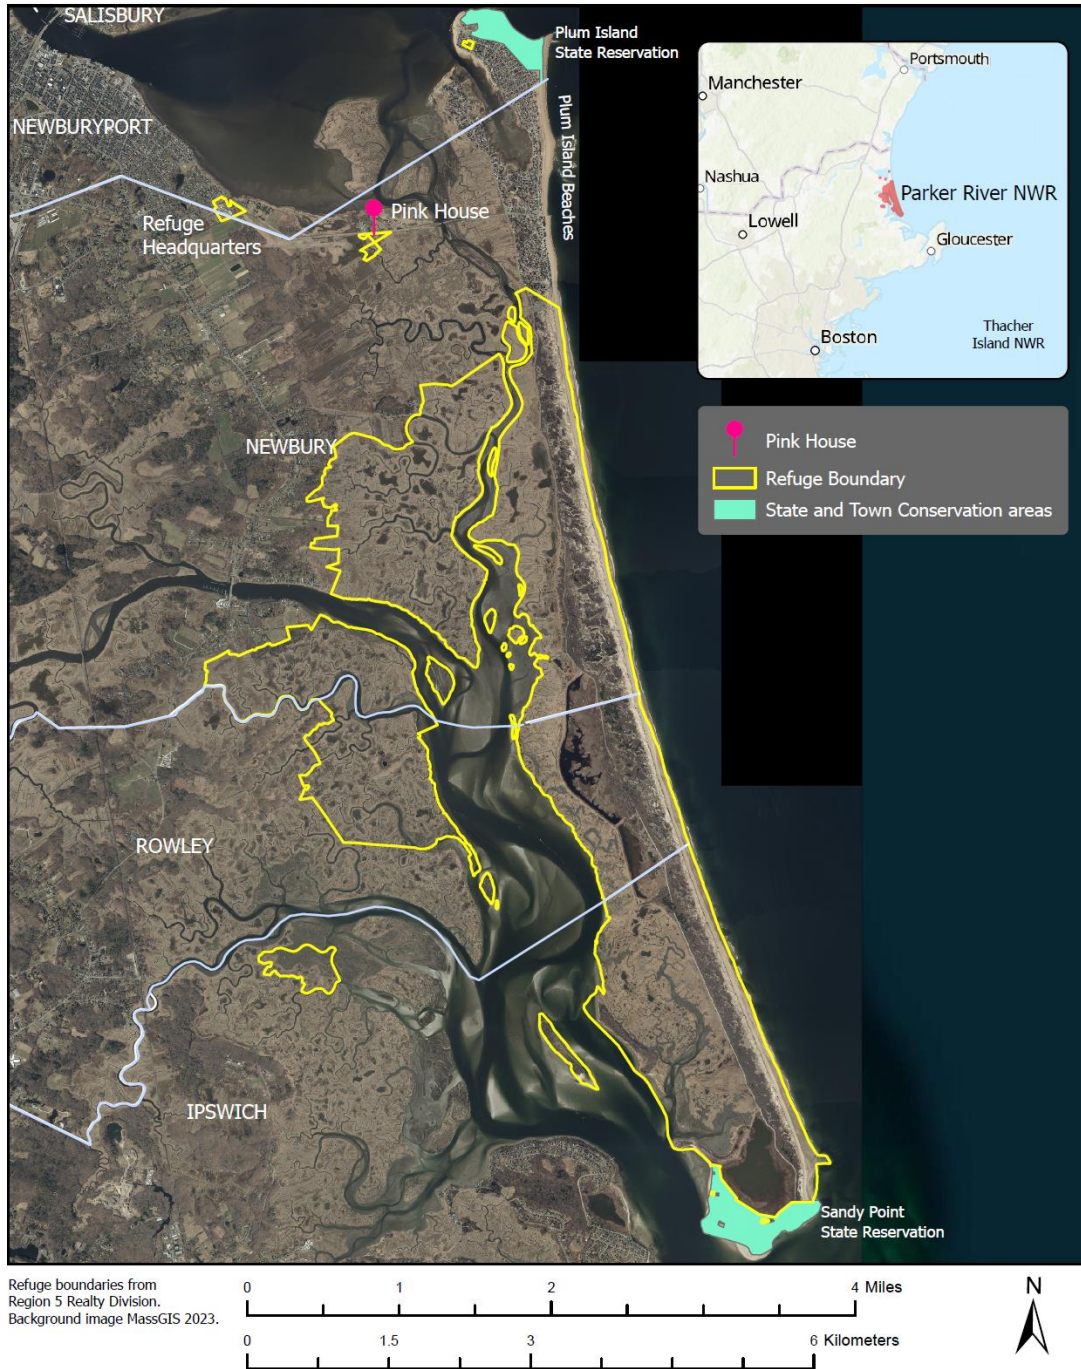 SALISBURY
Plum Island
State Reservation
Portsmouth
Manchester
Plum Island Beaches
NEWBURYPORT
Nashua
Parker River NWR
Pink House
Lowell
Refuge
Headquarters
Gloucester
Thacher
Island NWR
Boston
Pink House
NEWBURY
Refuge Boundary
State and Town Conservation areas
ROWLEY
IPSWICH
Sandy Point
State Reservation
Refuge boundaries from
Region 5 Realty Division.
Background image MassGIS 2023.
0 1 2 4 Miles
0 1.5 3 6 Kilometers
N